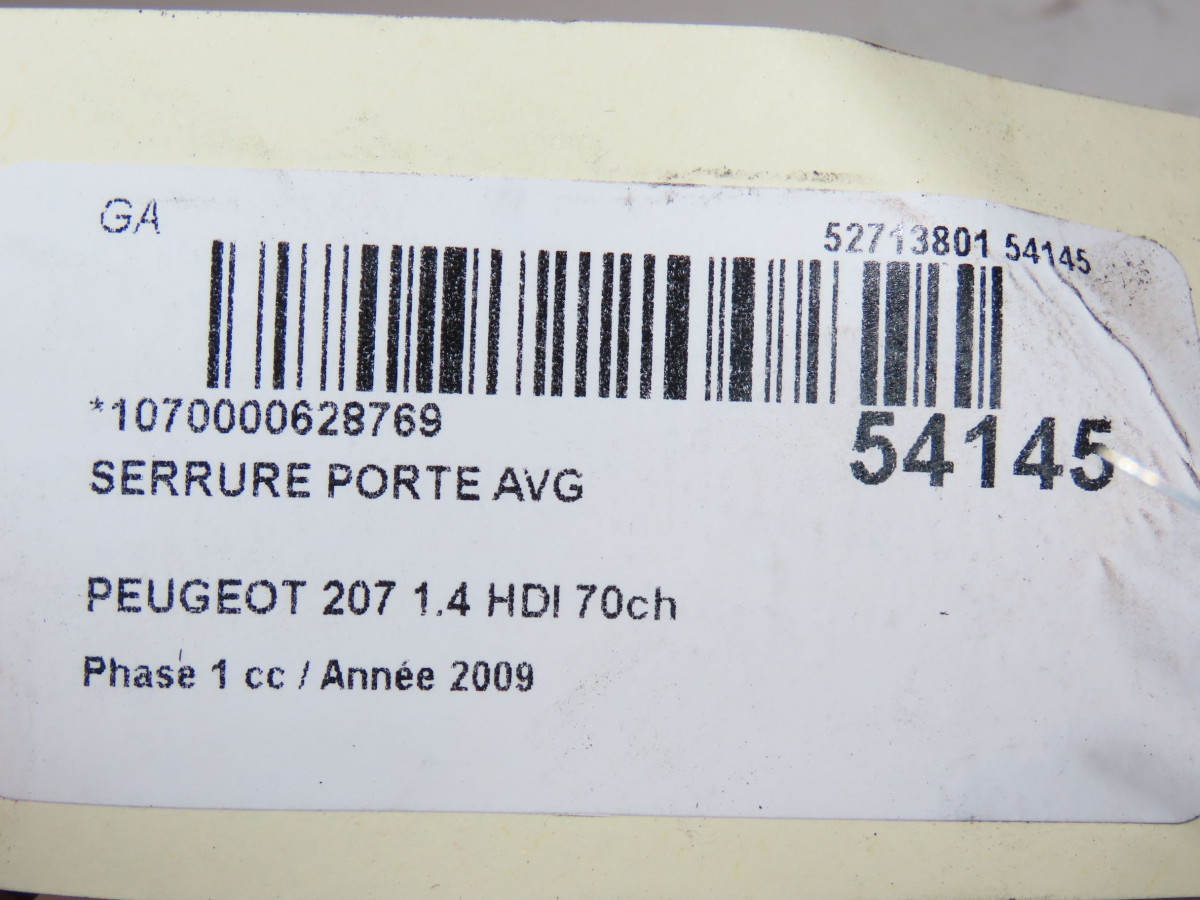 GA
52713801 54145
*1070000628769
54145
SERRURE PORTE AVG
PEUGEOT 207 1.4 HDI 70ch
Phase 1 cc / Année 2009